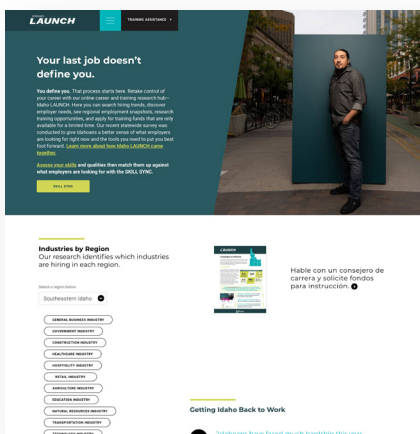 LAUNCH
TRAINING ASSISTANCE
Your last job doesn't
define you.
You define you. That process starts here. Retake control of
your career with our online career and training research hub—
Idaho LAUNCH. Here you can search hiring trends, discover
employer needs, see regional employment snapshots, research
training opportunities, and apply for training funds that are only
available for a limited time. Our recent statewide survey was
conducted to give Idahoans a better sense of what employers
are looking for right now and the tools you need to put you best
foot forward. Learn more about how Idaho LAUNCH came
together.
Assess your skills and qualities then match them up against
what employers are looking for with the SKILL SYNC.
SKILL SYNC
Industries by Region
Our research identifies which industries
are hiring in each region.
Select a region below
Southeastern Idaho
GENERAL BUSINESS INDUSTRY
GOVERNMENT INDUSTRY
CONSTRUCTION INDUSTRY
HEALTHCARE INDUSTRY
HOSPITALITY INDUSTRY
RETAIL INDUSTRY
AGRICULTURE INDUSTRY
EDUCATION INDUSTRY
NATURAL RESOURCES INDUSTRY
TRANSPORTATION INDUSTRY
LAUNCH
Hable con un consejero de
carrera y solicite fondos
para instrucción.
Getting Idaho Back to Work